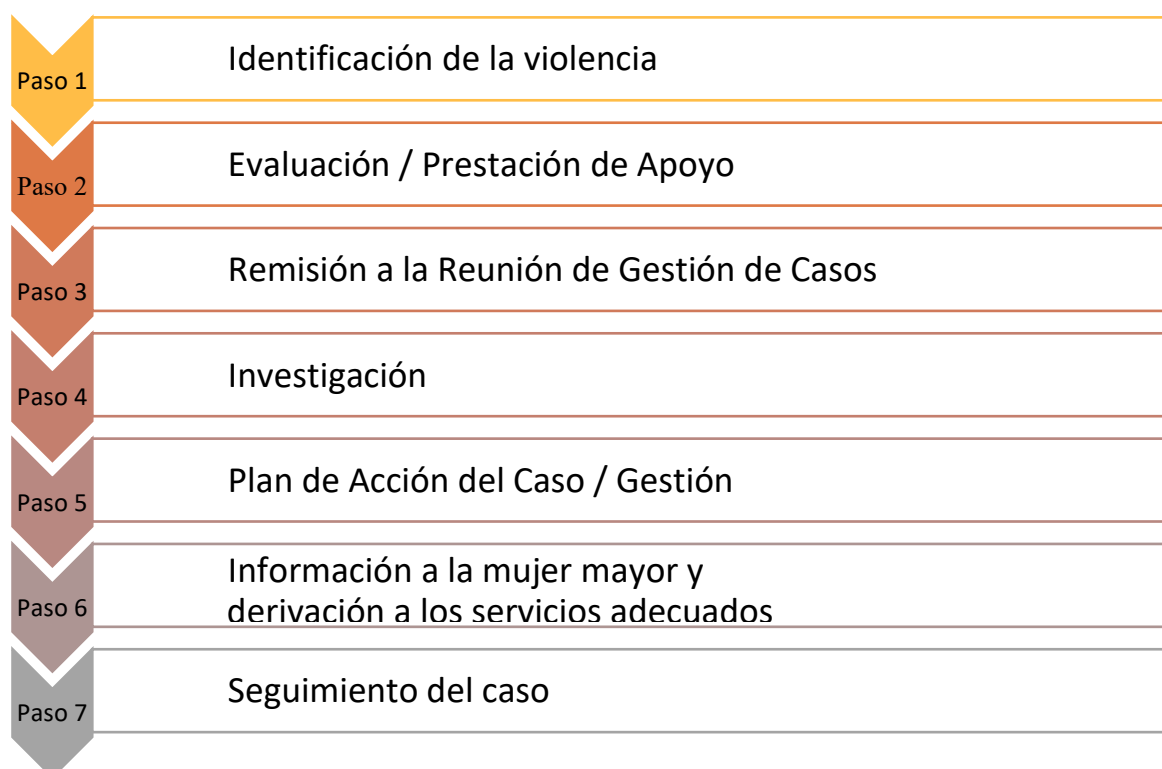 Paso 1
Identificación de la violencia
Paso 2
Evaluación / Prestación de Apoyo
Paso 3
Remisión a la Reunión de Gestión de Casos
Paso 4
Investigación
Paso 5
Plan de Acción del Caso / Gestión
Paso 6
Información a la mujer mayor y
derivación a los servicios adecuados
Paso 7
Seguimiento del caso